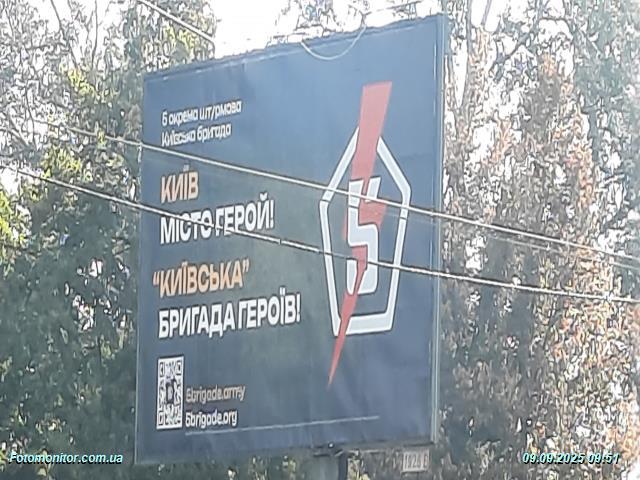 5 окрема штурмова
Київська бригада
КИЇВ
МІСТО ГЕРОЙ!
"КИЇВСЬКА"
БРИГАДА ГЕРОЇВ!
5
5brigade.army
5brigade.org
Fotomonitor.com.ua
09.09.2025 09:51